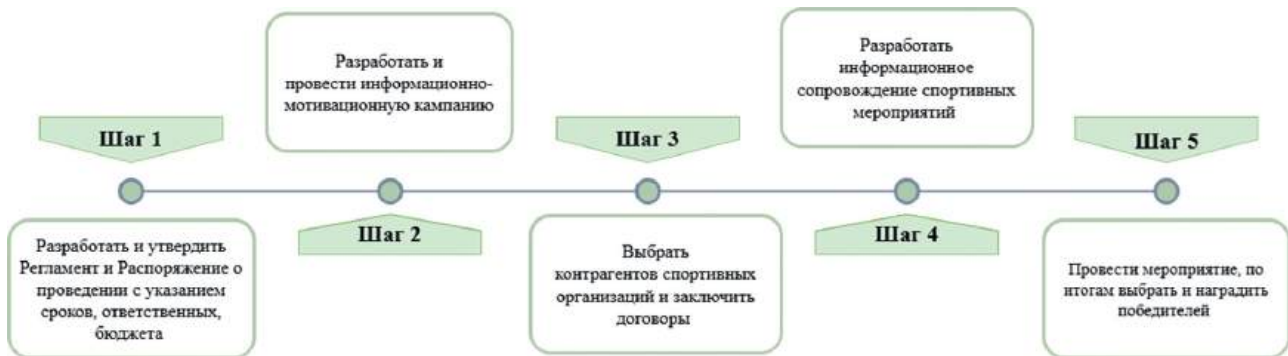 Шаг 1
Разработать и утвердить
Регламент и Распоряжение о
проведении с указанием
сроков, ответственных,
бюджета
Разработать и
провести информационно-
мотивационную кампанию
Шаг 2
Шаг 3
Выбрать
контрагентов спортивных
организаций и заключить
договоры
Разработать
информационное
сопровождение спортивных
мероприятий
Шаг 4
Шаг 5
Провести мероприятие, по
итогам выбрать и наградить
победителей